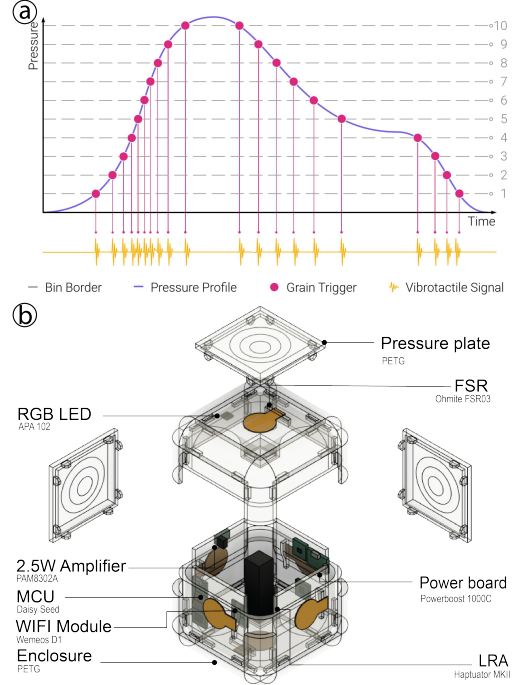 a
Pressure
10
9
8
7
6
5
4
3
2
1
Time
Bin Border
Pressure Profile
Grain Trigger
Vibrotactile Signal
b
Pressure plate
PETG
FSR
Ohmite FSR03
RGB LED
APA 102
2.5W Amplifier
PAM8302A
MCU
Daisy Seed
WIFI Module
Wemeos D1
Enclosure
PETG
Power board
Powerboost 1000C
LRA
Haptuator MKII